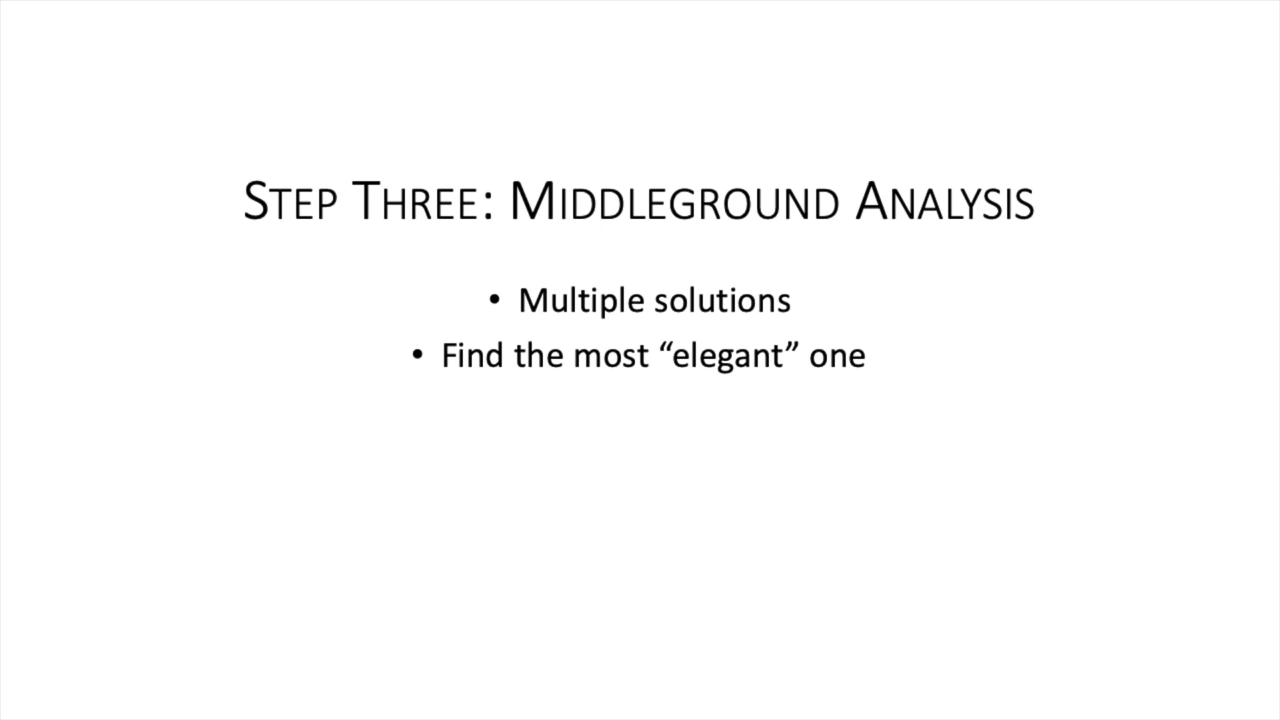 STEP THREE: MIDDLEGROUND ANALYSIS
• Multiple solutions
• Find the most “elegant” one